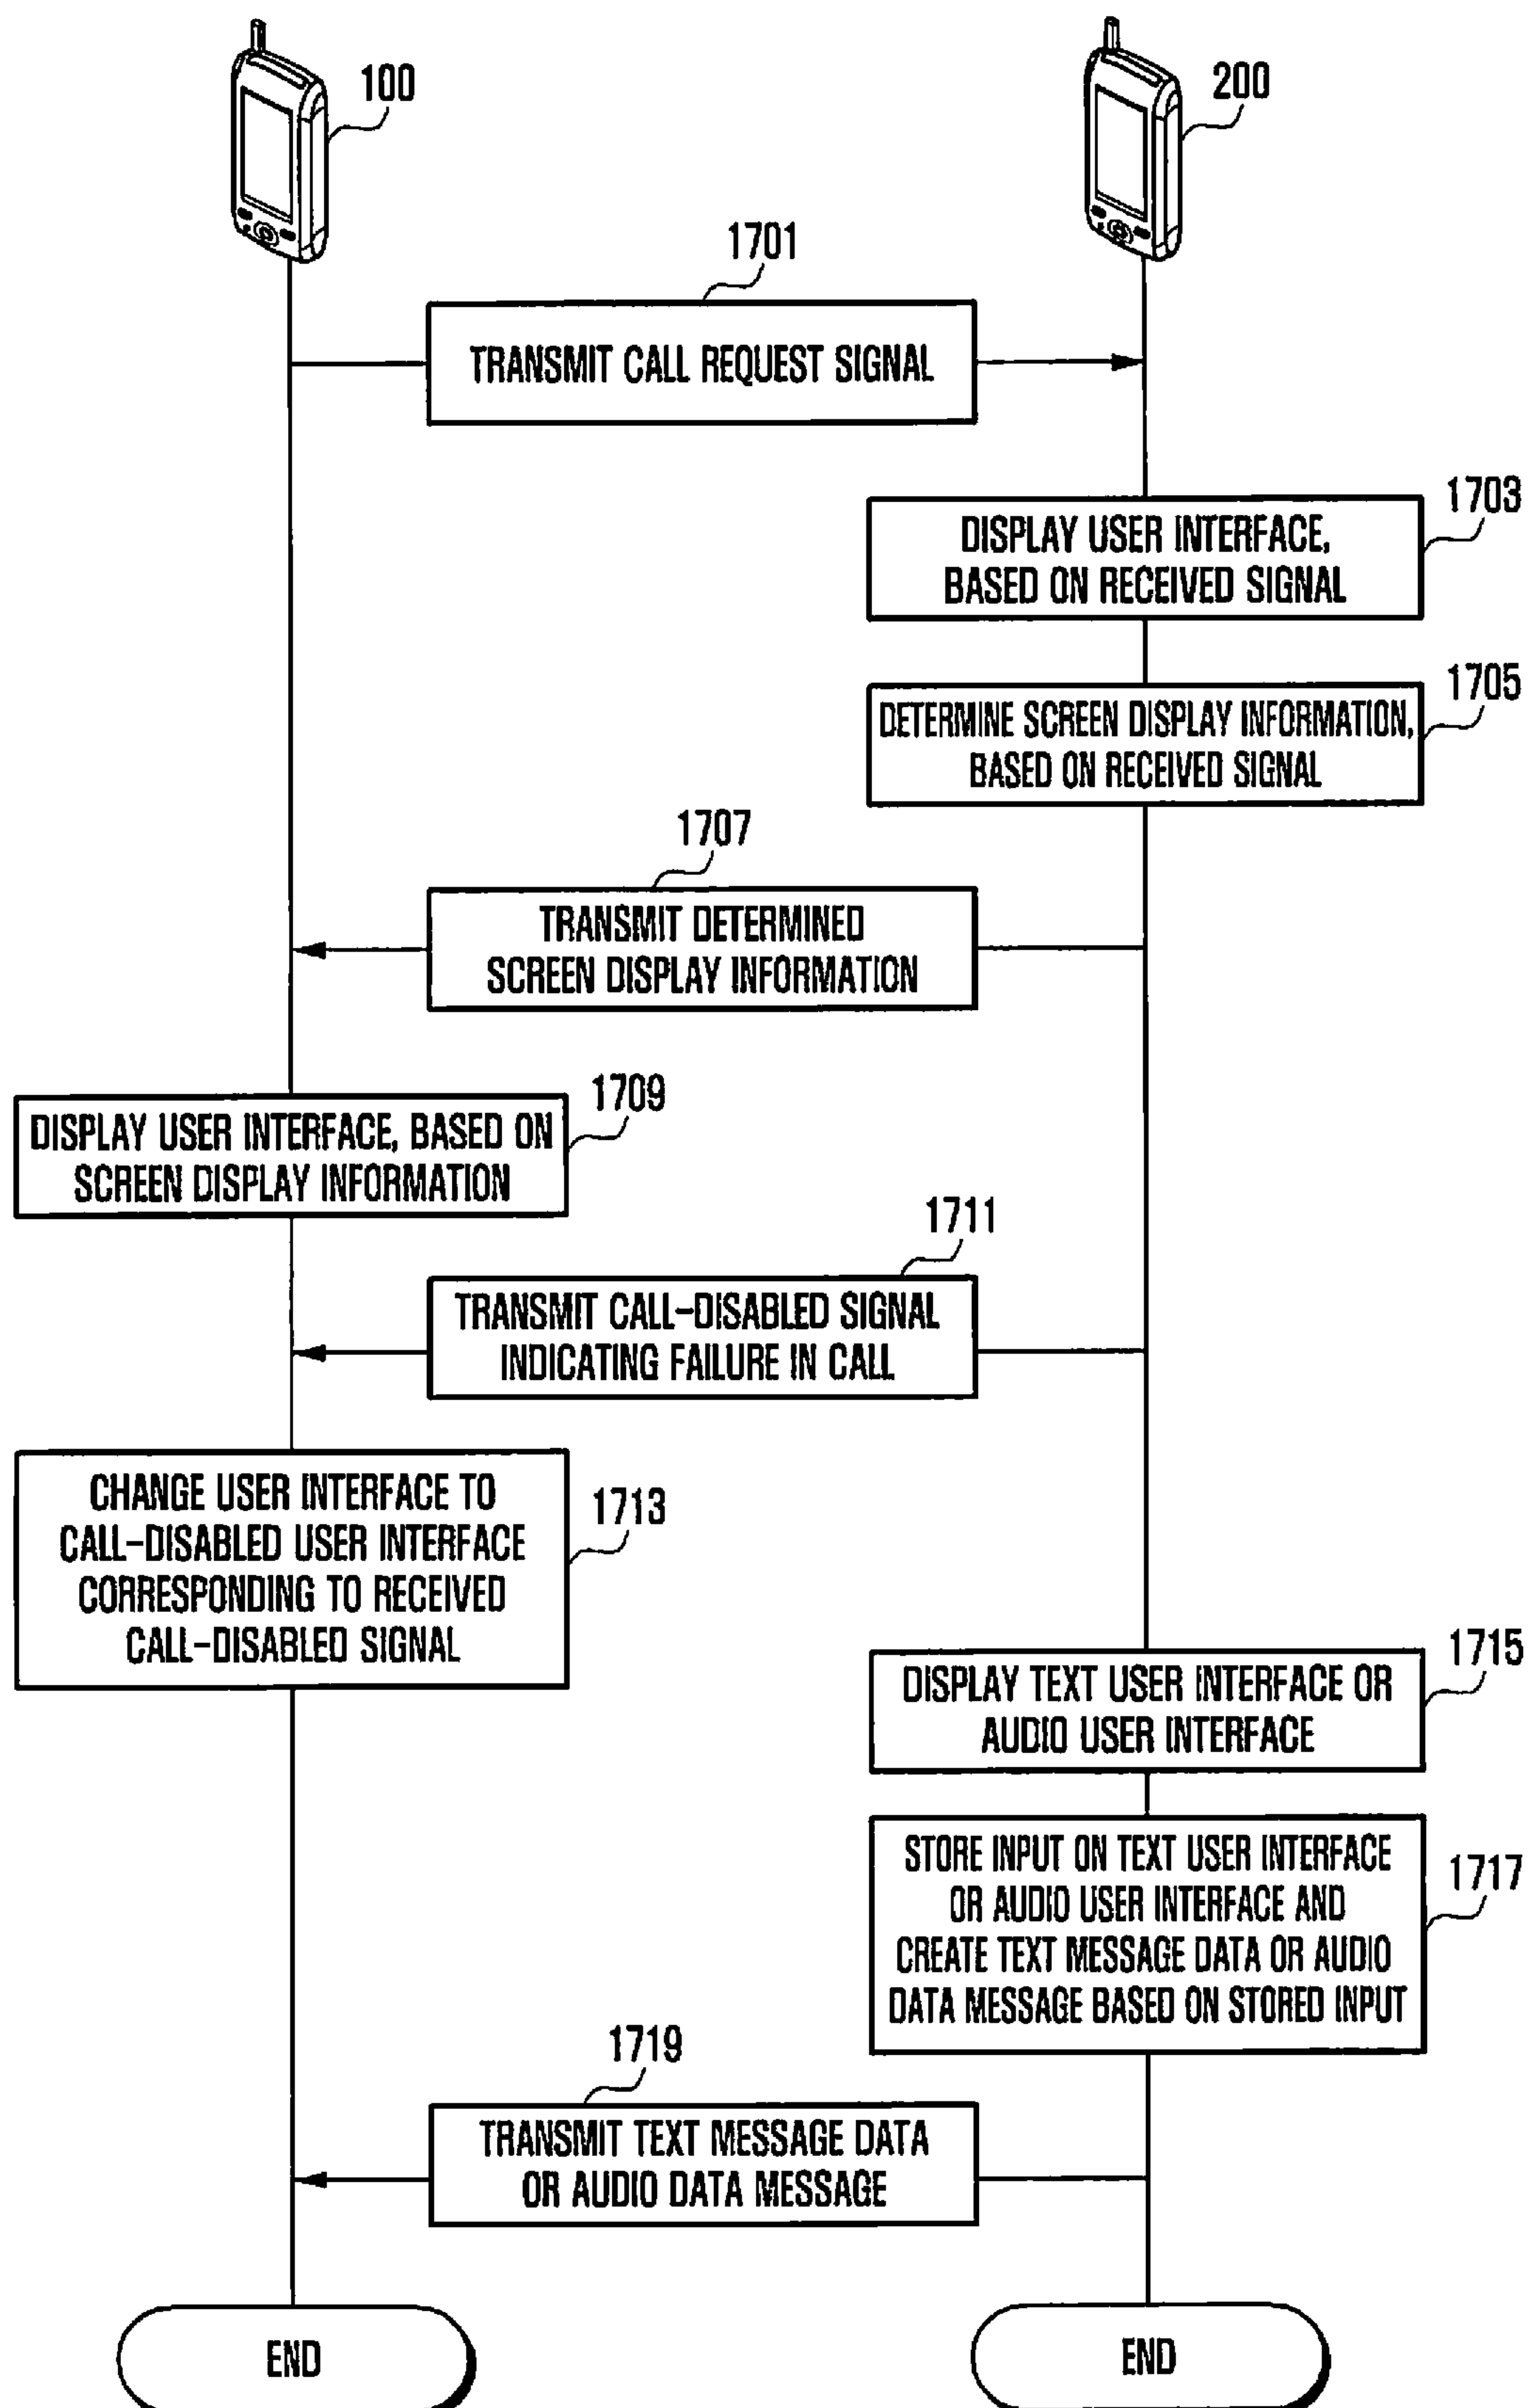 100
200
1701
TRANSMIT CALL REQUEST SIGNAL
1703
DISPLAY USER INTERFACE,
BASED ON RECEIVED SIGNAL
1705
DETERMINE SCREEN DISPLAY INFORMATION,
BASED ON RECEIVED SIGNAL
1707
TRANSMIT DETERMINED
SCREEN DISPLAY INFORMATION
1709
DISPLAY USER INTERFACE, BASED ON
SCREEN DISPLAY INFORMATION
1711
TRANSMIT CALL-DISABLED SIGNAL
INDICATING FAILURE IN CALL
1713
CHANGE USER INTERFACE TO
CALL-DISABLED USER INTERFACE
CORRESPONDING TO RECEIVED
CALL-DISABLED SIGNAL
1715
DISPLAY TEXT USER INTERFACE OR
AUDIO USER INTERFACE
1717
STORE INPUT ON TEXT USER INTERFACE
OR AUDIO USER INTERFACE AND
CREATE TEXT MESSAGE DATA OR AUDIO
DATA MESSAGE BASED ON STORED INPUT
1719
TRANSMIT TEXT MESSAGE DATA
OR AUDIO DATA MESSAGE
END
END